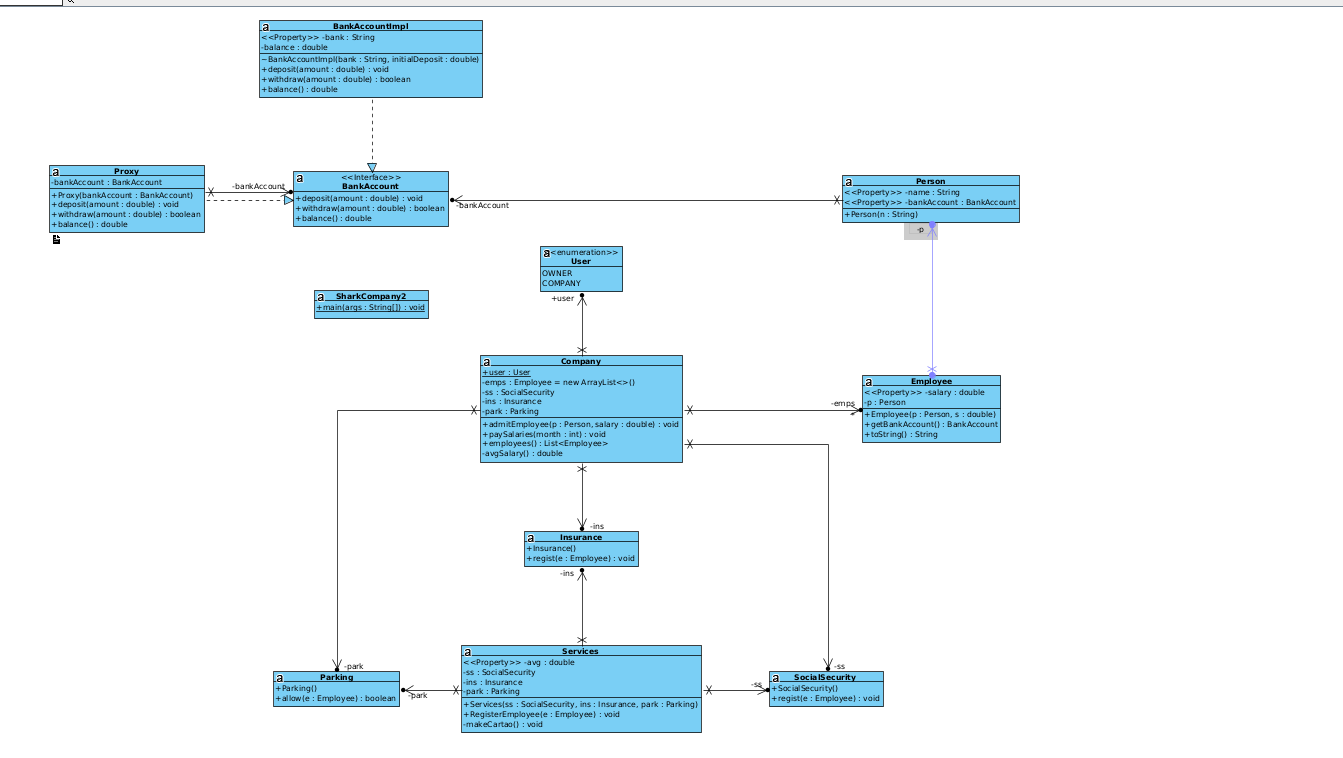 BankAccountImpl
<<Property>> -bank : String
-balance : double
~BankAccountImpl(bank : String, initialDeposit : double)
+deposit(amount : double) : void
+withdraw(amount : double) : boolean
+balance() : double
Proxy
-bankAccount : BankAccount
+Proxy(bankAccount : BankAccount)
+deposit(amount : double) : void
+withdraw(amount : double) : boolean
+balance() : double
-bankAccount
<<Interface>>
BankAccount
+deposit(amount : double) : void
+withdraw(amount : double) : boolean
+balance() : double
-bankAccount
Person
<<Property>> -name : String
<<Property>> -bankAccount : BankAccount
+Person(n : String)
-p
<<enumeration>>
User
OWNER
COMPANY
+user
SharkCompany2
+main(args : String[]) : void
Company
+user : User
-emps : Employee = new ArrayList<>()
-ss : SocialSecurity
-ins : Insurance
-park : Parking
+admitEmployee(p : Person, salary : double) : void
+paySalaries(month : int) : void
+employees() : List<Employee>
-avgSalary() : double
-emps
Employee
<<Property>> -salary : double
-p : Person
+Employee(p : Person, s : double)
+getBankAccount() : BankAccount
+toString() : String
-ins
Insurance
+Insurance()
+regist(e : Employee) : void
-ins
-park
Parking
+Parking()
+allow(e : Employee) : boolean
-park
Services
<<Property>> -avg : double
-ss : SocialSecurity
-ins : Insurance
-park : Parking
+Services(ss : SocialSecurity, ins : Insurance, park : Parking)
+RegisterEmployee(e : Employee) : void
-makeCartao() : void
-ss
-ss
SocialSecurity
+SocialSecurity()
+regist(e : Employee) : void